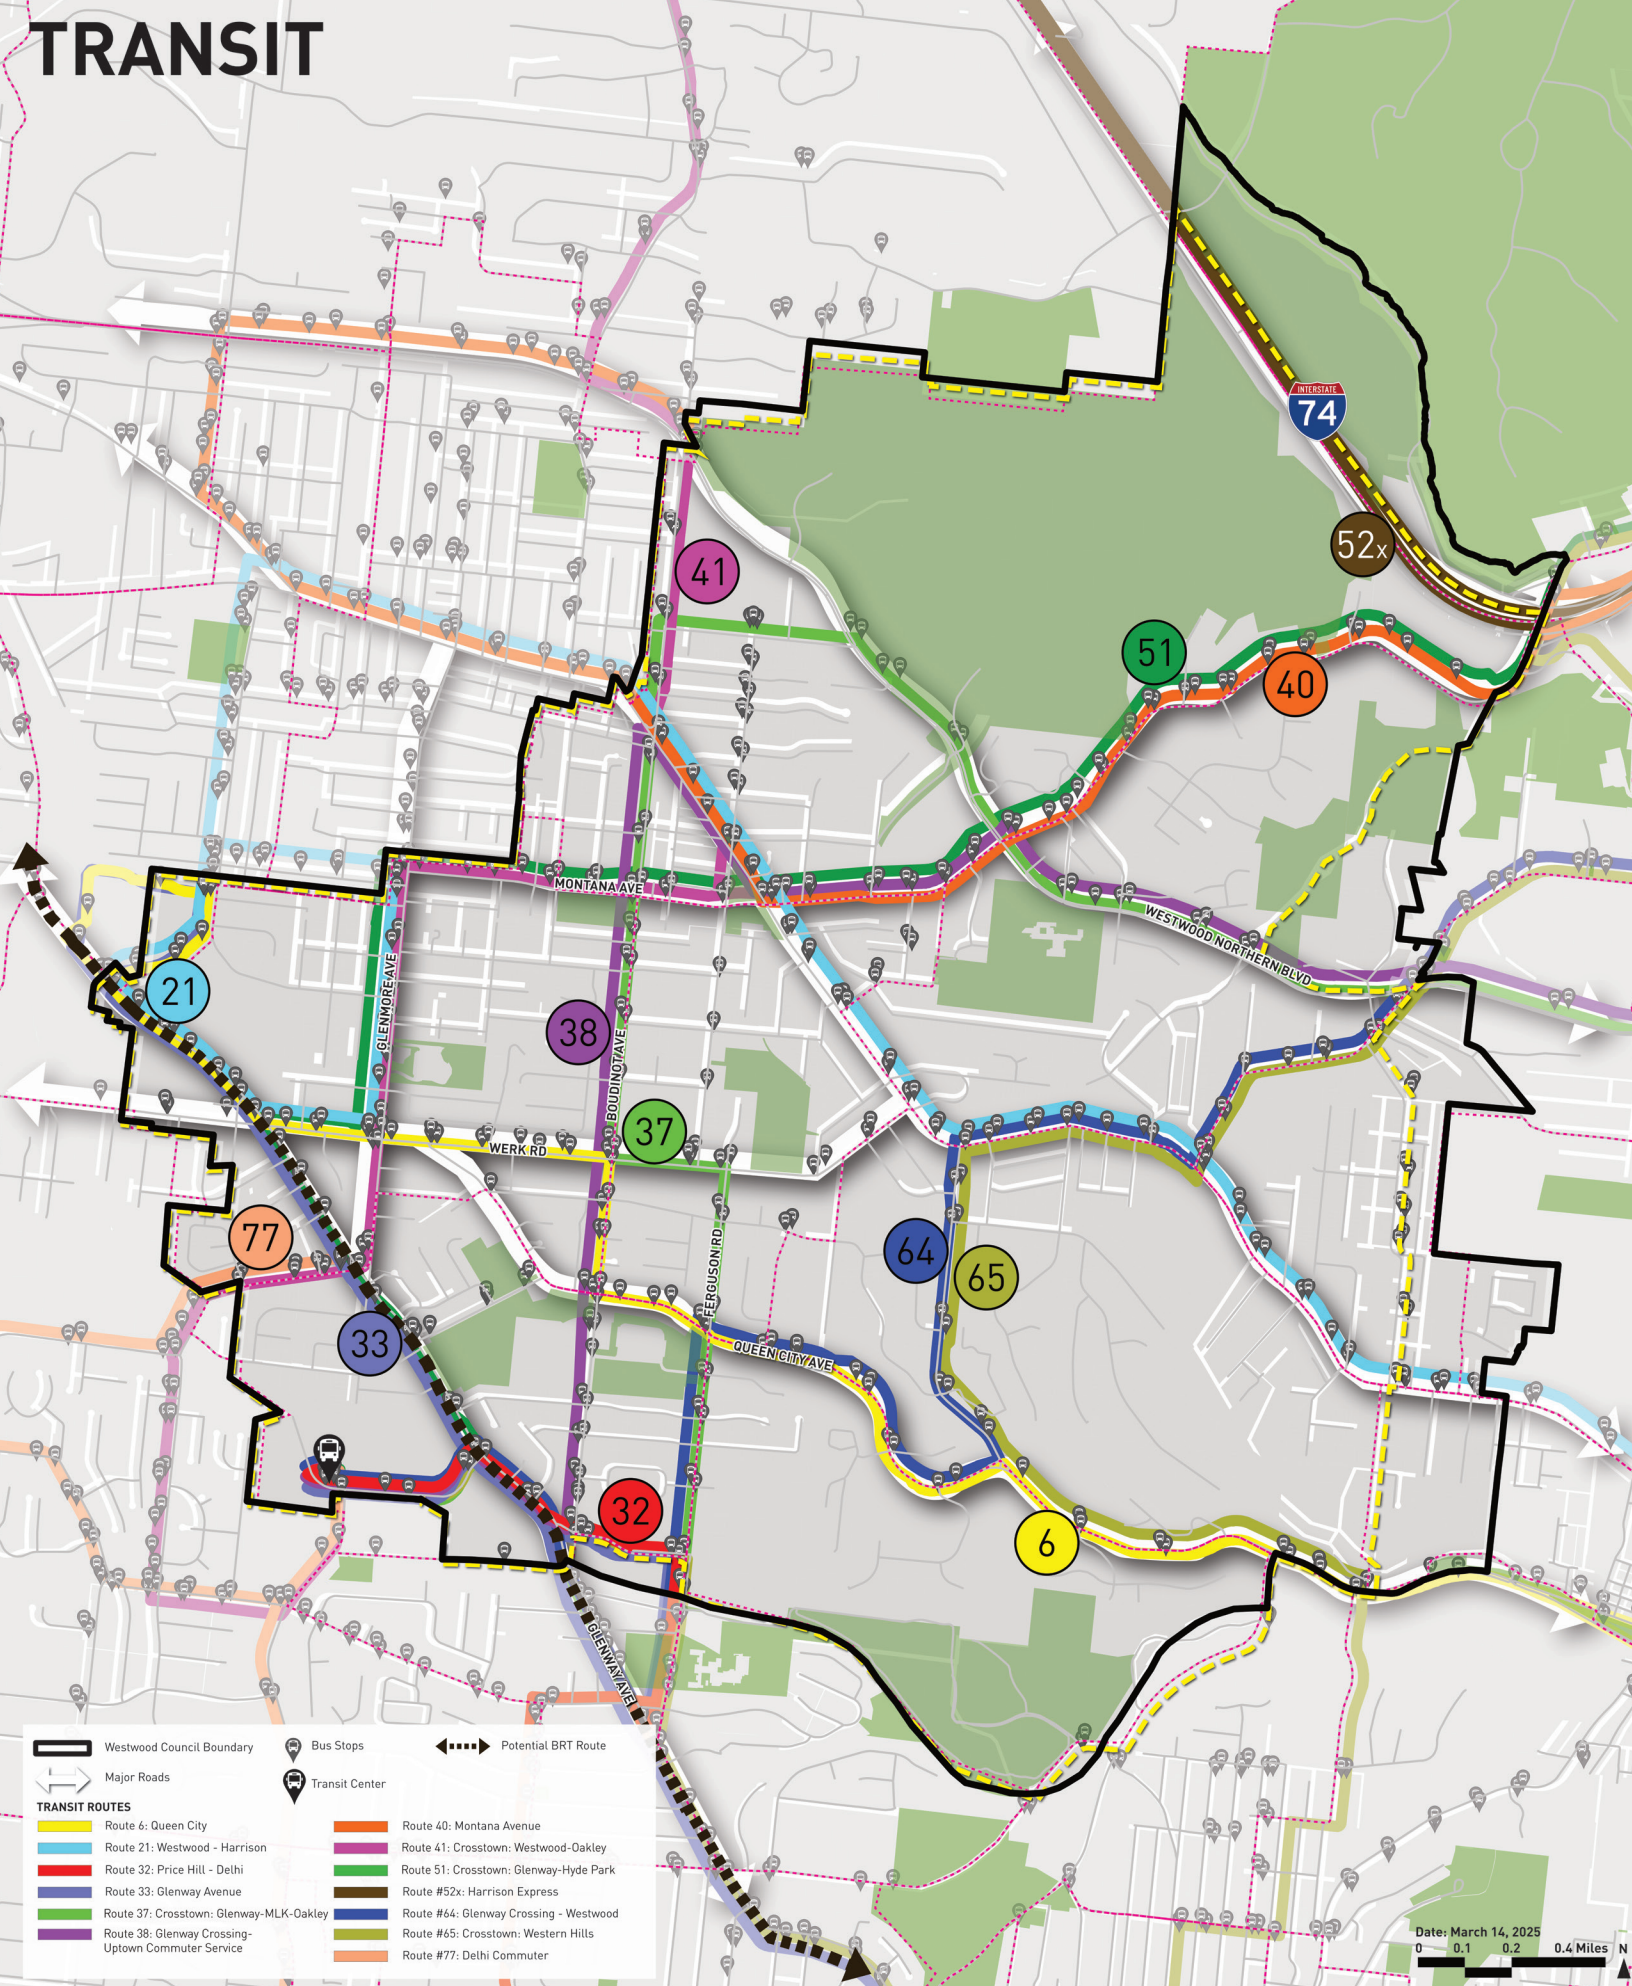 TRANSIT
INTERSTATE
74
52x
41
51
40
MONTANA AVE
WESTWOOD NORTHERN BLVD
21
GLENMORE AVE
38
BOUDINOT AVE
37
WERK RD
77
64
65
FERGUSON RD
33
QUEEN CITY AVE
32
6
GLENWAY AVE
Westwood Council Boundary
Bus Stops
Potential BRT Route
Major Roads
Transit Center
TRANSIT ROUTES
Route 6: Queen City
Route 21: Westwood - Harrison
Route 32: Price Hill - Delhi
Route 33: Glenway Avenue
Route 37: Crosstown: Glenway-MLK-Oakley
Route 38: Glenway Crossing-
Uptown Commuter Service
Route 40: Montana Avenue
Route 41: Crosstown: Westwood-Oakley
Route 51: Crosstown: Glenway-Hyde Park
Route #52x: Harrison Express
Route #64: Glenway Crossing - Westwood
Route #65: Crosstown: Western Hills
Route #77: Delhi Commuter
Date: March 14, 2025
0 0.1 0.2 0.4 Miles N